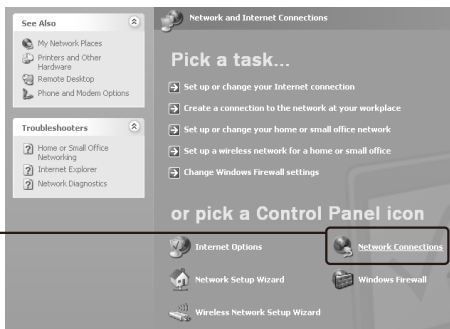 See Also
My Network Places
Printers and Other
Hardware
Remote Desktop
Phone and Modem Options
Troubleshooters
Home or Small Office
Networking
Internet Explorer
Network Diagnostics
Network and Internet Connections
Pick a task...
Set up or change your Internet connection
Create a connection to the network at your workplace
Set up or change your home or small office network
Set up a wireless network for a home or small office
Change Windows Firewall settings
or pick a Control Panel icon
Internet Options
Network Connections
Network Setup Wizard
Windows Firewall
Wireless Network Setup Wizard